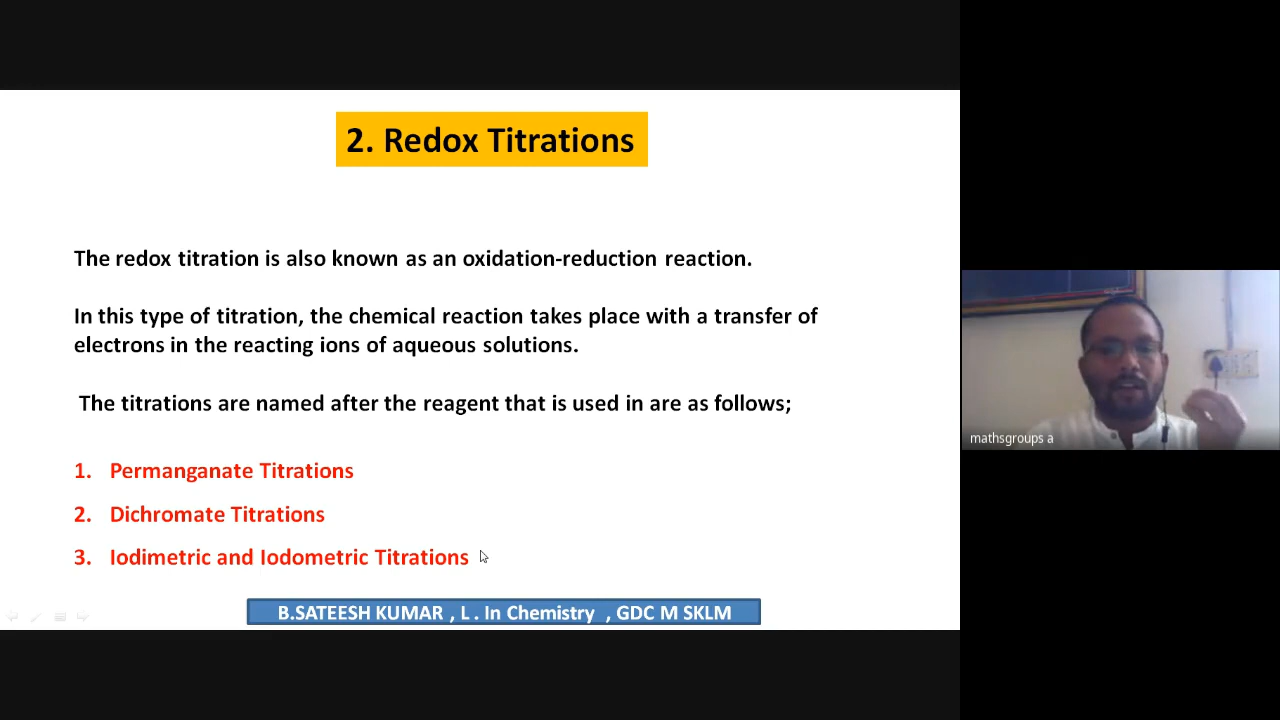 2. Redox Titrations
The redox titration is also known as an oxidation-reduction reaction.
In this type of titration, the chemical reaction takes place with a transfer of
electrons in the reacting ions of aqueous solutions.
The titrations are named after the reagent that is used in are as follows;
1. Permanganate Titrations
2. Dichromate Titrations
3. Iodimetric and Iodometric Titrations
B.SATEESH KUMAR , L . In Chemistry , GDC M SKLM
mathsgroups a